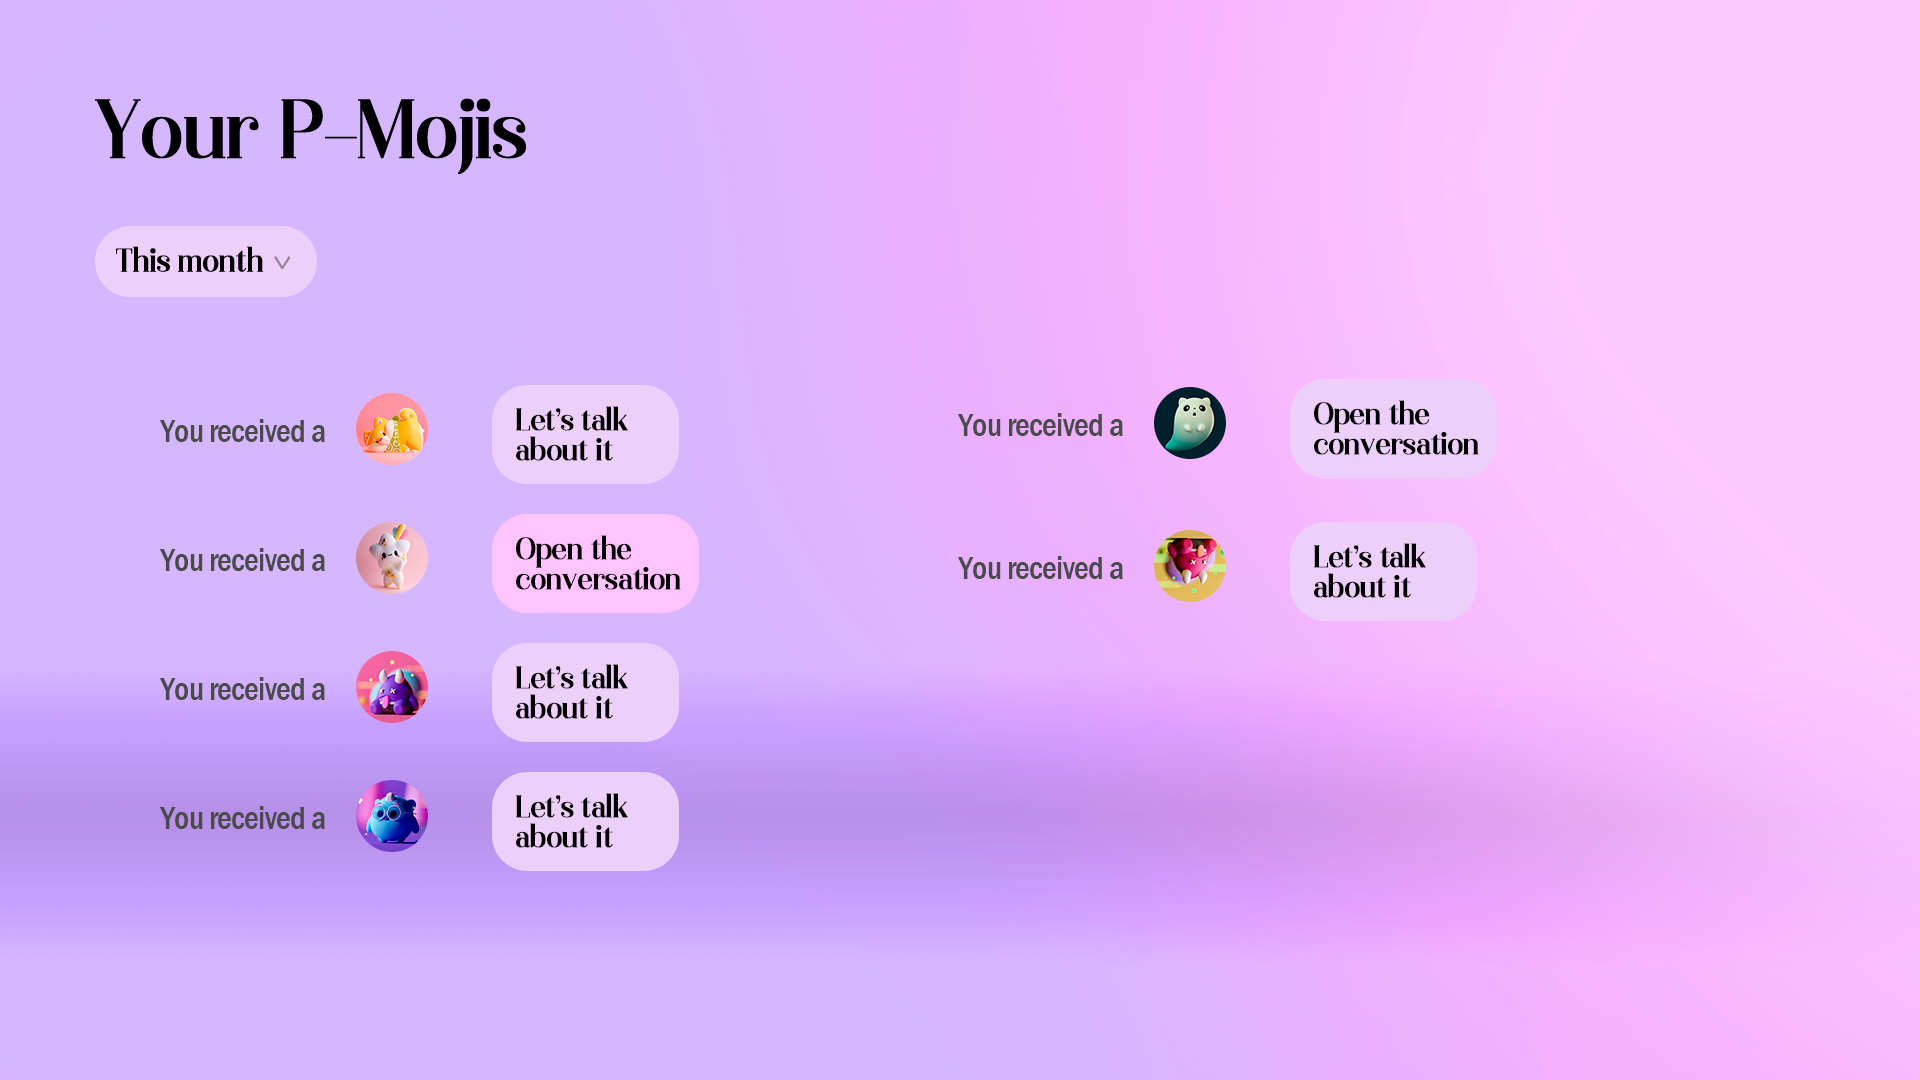 Your P–Mojis
This month
You received a
Let’s talk
about it
You received a
Open the
conversation
You received a
Let’s talk
about it
You received a
Let’s talk
about it
You received a
Open the
conversation
You received a
Let’s talk
about it